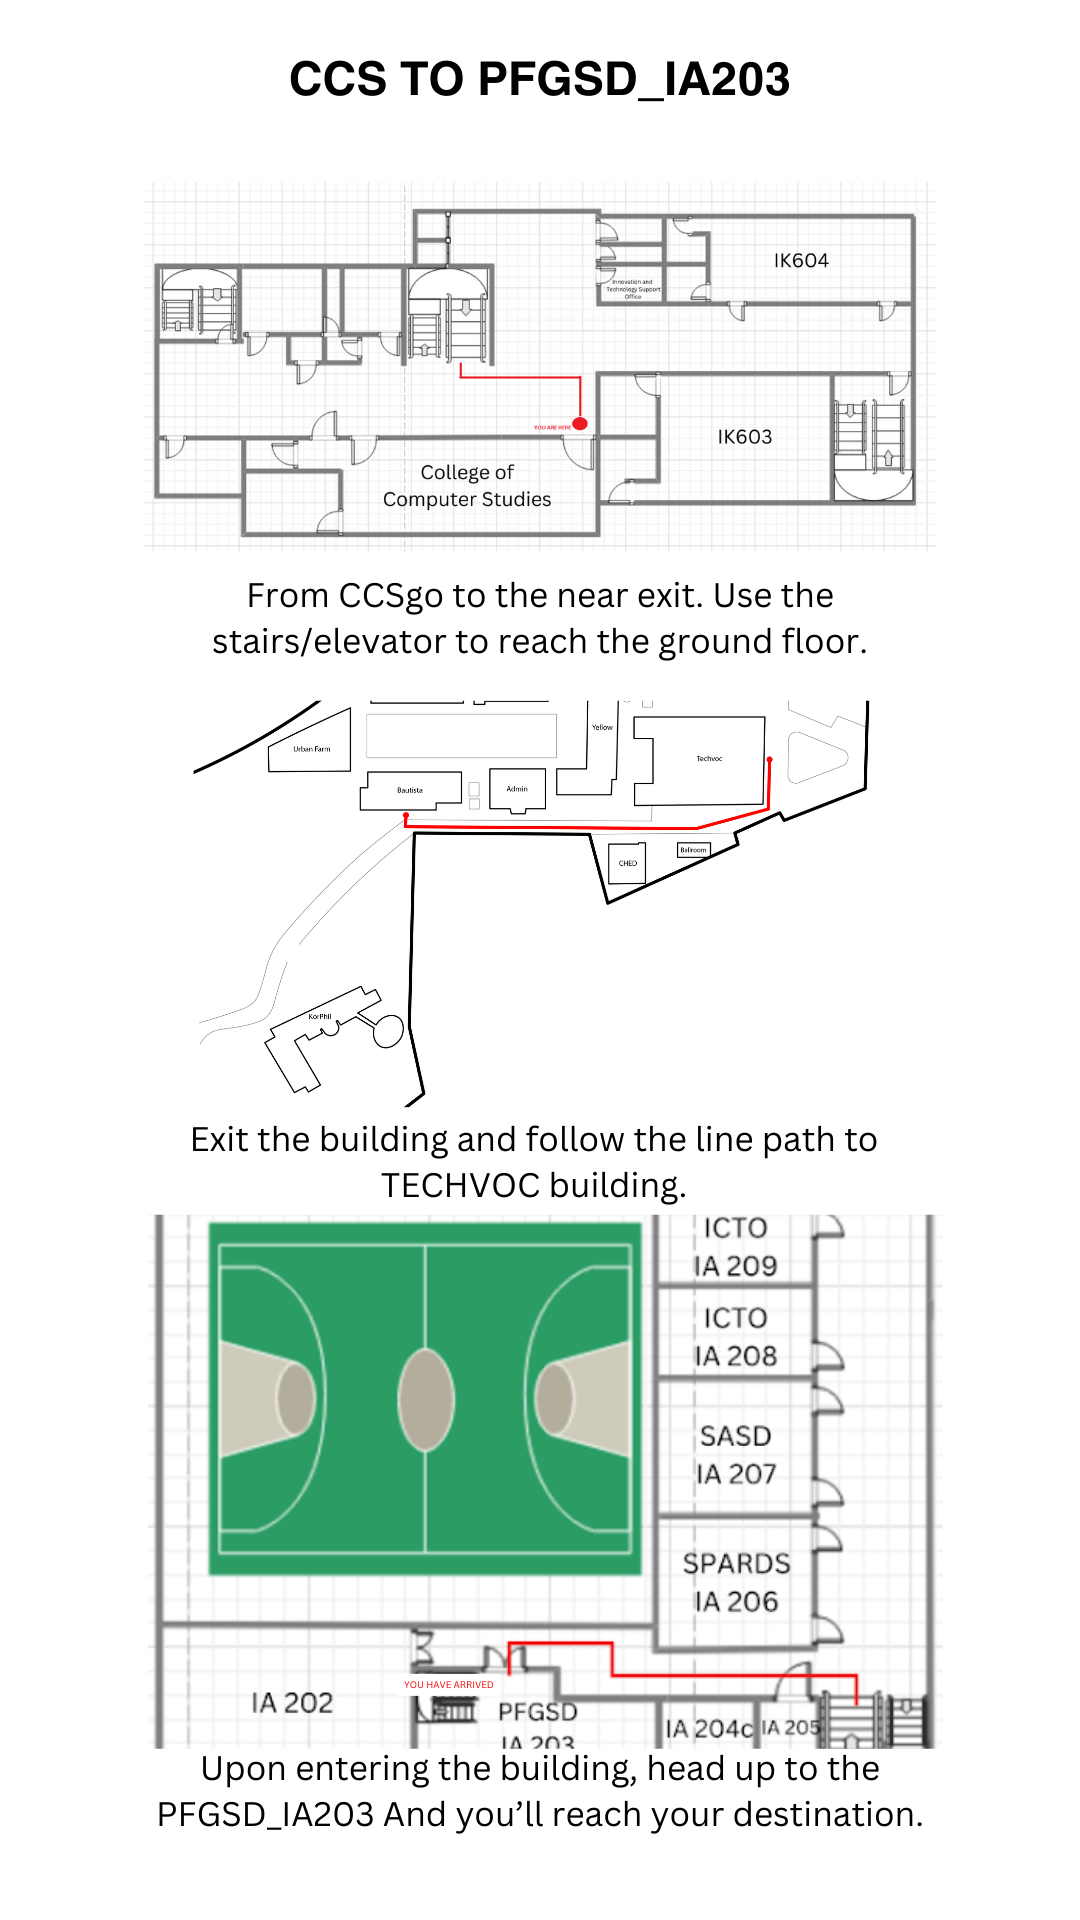 CCS TO PFGSD_IA203
IK604
Innovation and
Technology Support
Office
YOU ARE HERE
IK603
College of
Computer Studies
From CCSgo to the near exit. Use the
stairs/elevator to reach the ground floor.
Yellow
Urban Farm
Techvoc
Bautista
Admin
CHED
Ballroom
KorPhil
Exit the building and follow the line path to
TECHVOC building.
ICTO
IA 209
ICTO
IA 208
SASD
IA 207
SPARDS
IA 206
YOU HAVE ARRIVED
IA 202
PFGSD
IA 203
IA 204c
IA 205
Upon entering the building, head up to the
PFGSD_IA203 And you’ll reach your destination.